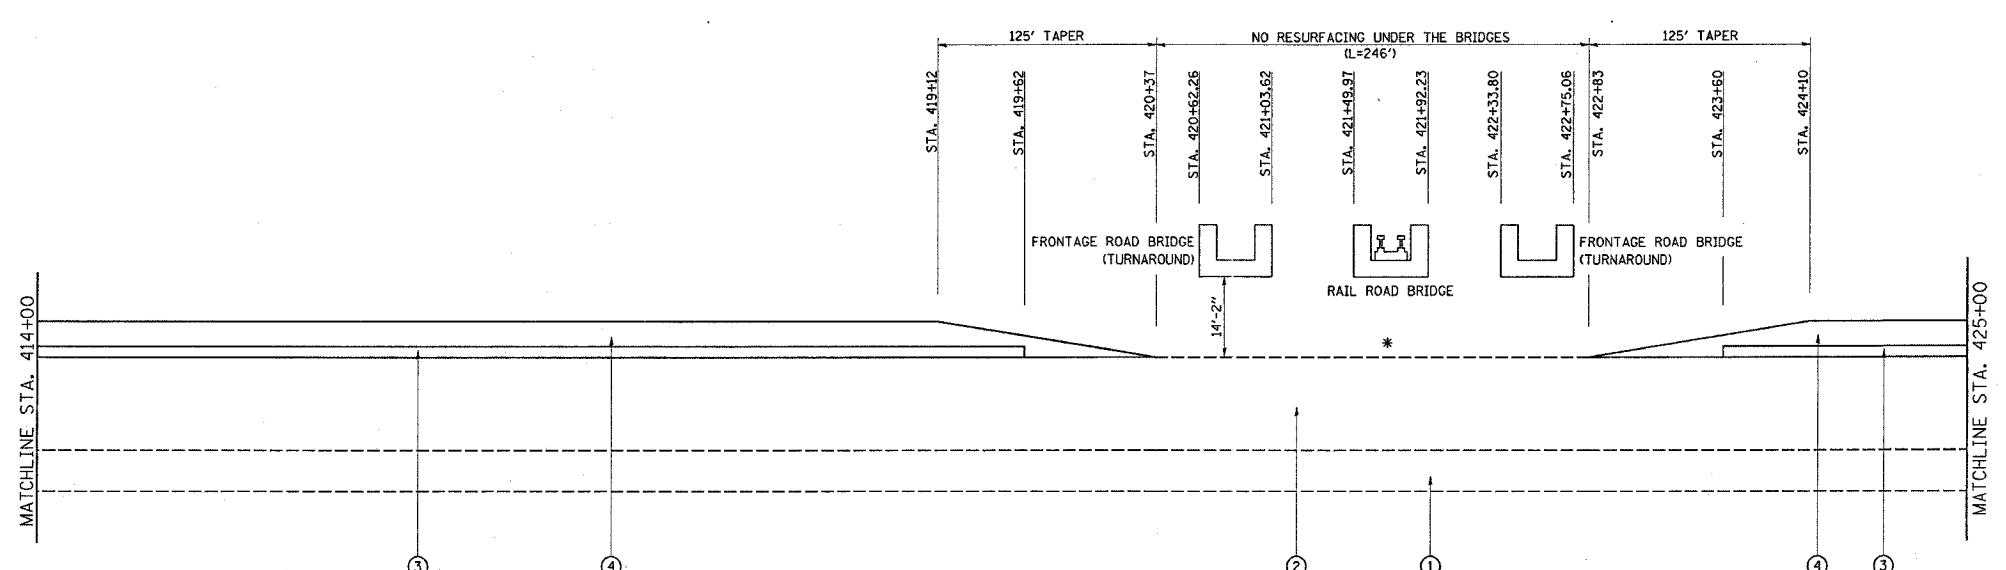 125' TAPER
NO RESURFACING UNDER THE BRIDGES
(L=246')
125' TAPER
STA. 419+12
STA. 419+62
STA. 420+37
STA. 420+62.26
STA. 421+03.62
STA. 421+49.97
STA. 421+92.23
STA. 422+33.80
STA. 422+75.06
STA. 422+83
STA. 423+60
STA. 424+10
FRONTAGE ROAD BRIDGE
(TURNAROUND)
RAIL ROAD BRIDGE
FRONTAGE ROAD BRIDGE
(TURNAROUND)
14'-2"
*
MATCHLINE STA. 414+00
MATCHLINE STA. 425+00
3
4
2
1
4
3